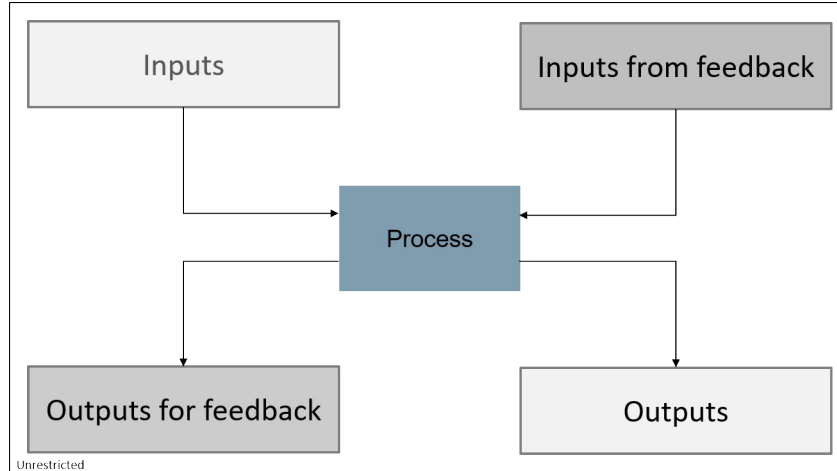 Inputs
Inputs from feedback
Process
Outputs for feedback
Outputs
Unrestricted